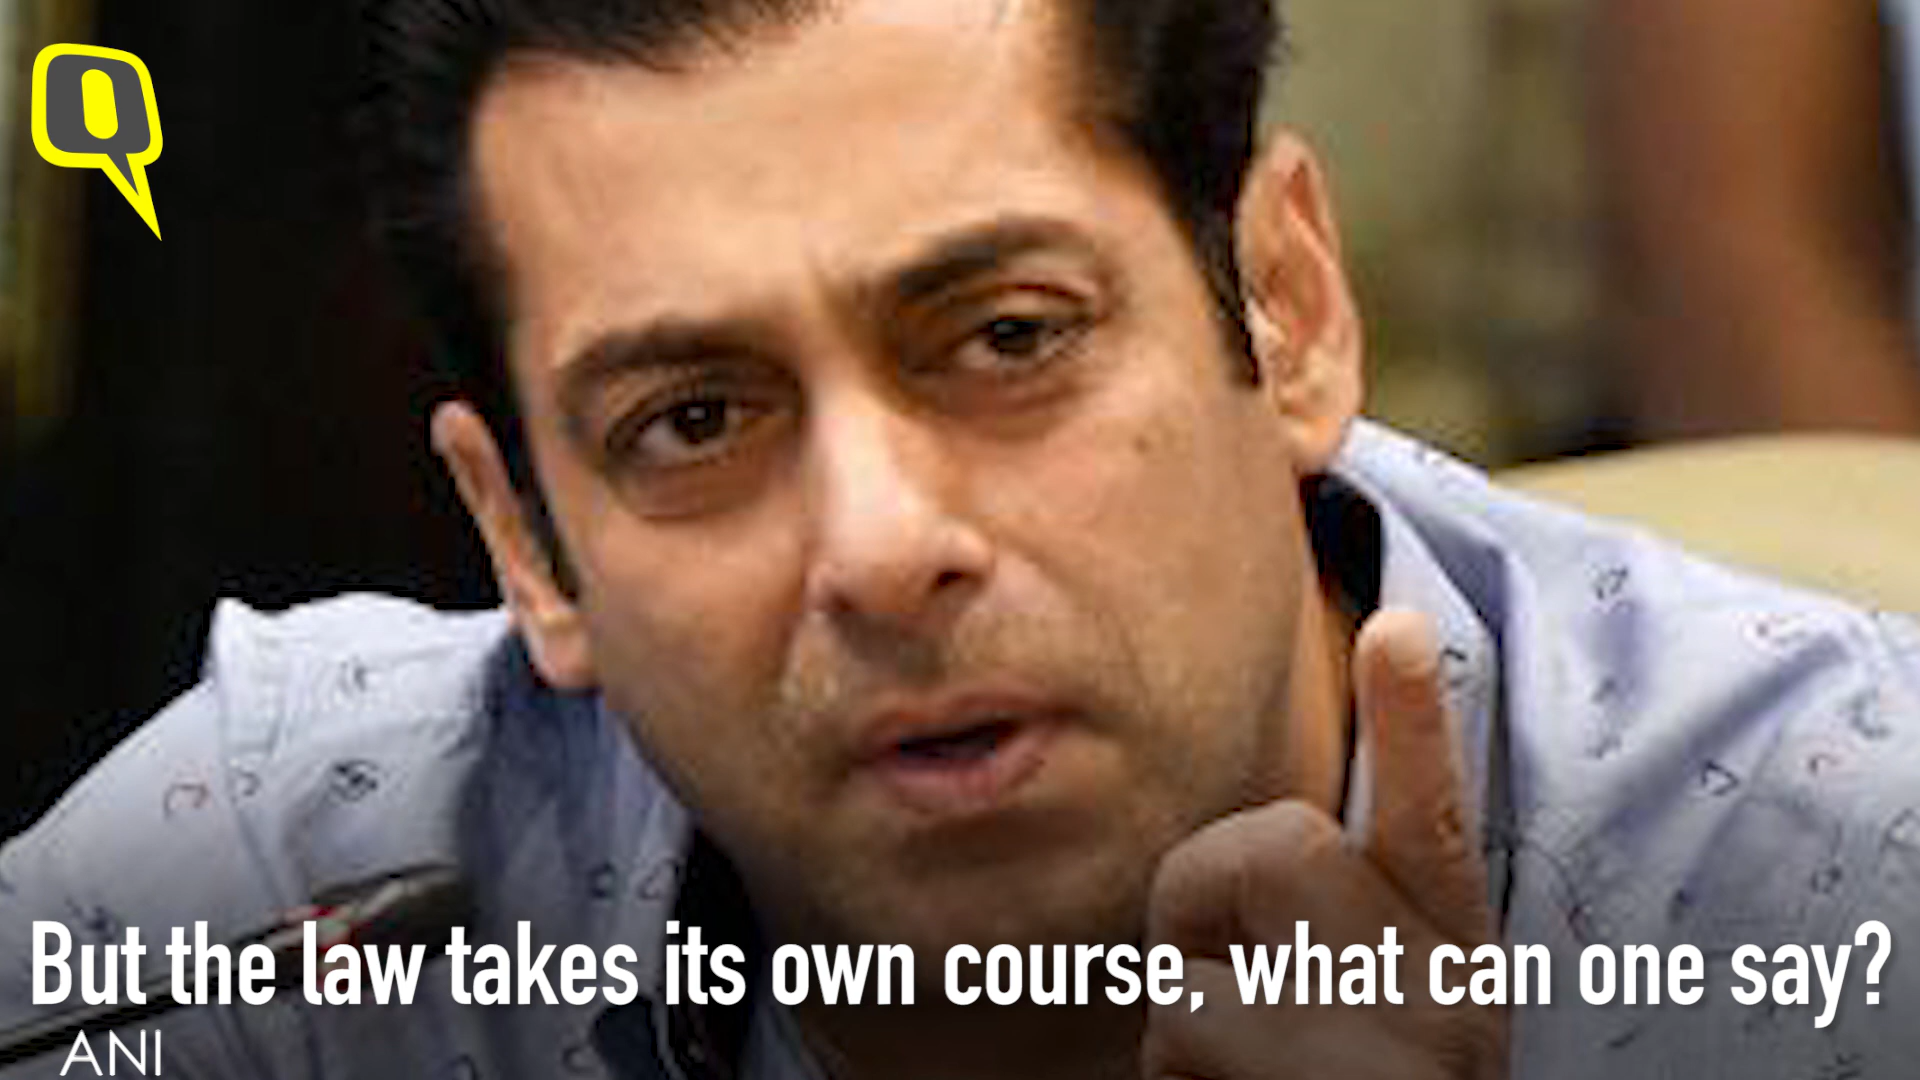 Q
But the law takes its own course, what can one say?
ANI